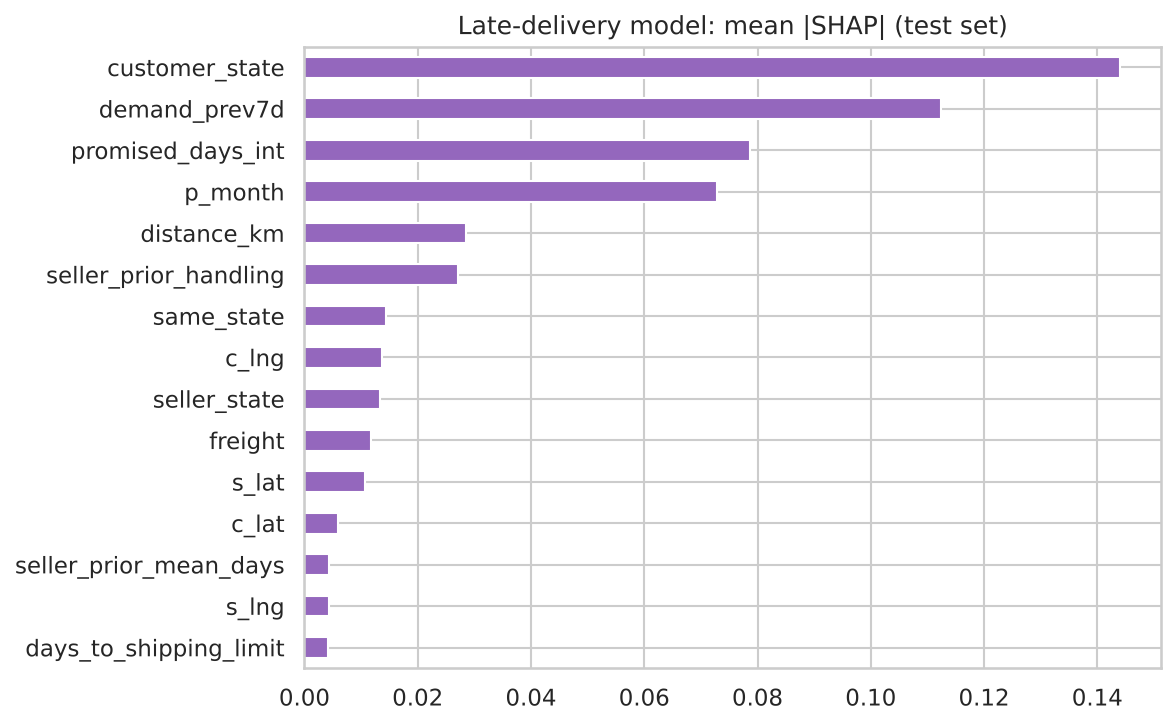 Late-delivery model: mean |SHAP| (test set)
customer_state
demand_prev7d
promised_days_int
p_month
distance_km
seller_prior_handling
same_state
c_lng
seller_state
freight
s_lat
c_lat
seller_prior_mean_days
s_lng
days_to_shipping_limit
0.00 0.02 0.04 0.06 0.08 0.10 0.12 0.14